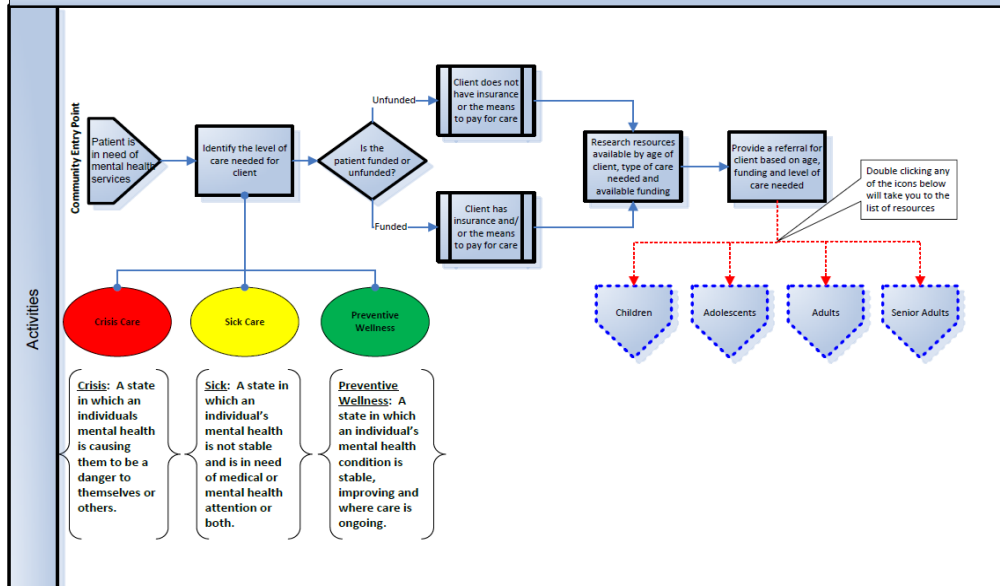 Activities
Community Entry Point
Patient is
in need of
mental health
services
Identify the level
of care needed for
client
Is the
patient funded or
unfunded?
Unfunded
Client does not
have insurance
or the means
to pay for care
Funded
Client has
insurance and/
or the means
to pay for care
Research resources
available by age of
client, type of care
needed and
available funding
Provide a referral for
client based on age,
funding and level of
care needed
Double clicking any
of the icons below
will take you to the
list of resources
Children
Adolescents
Adults
Senior Adults
Crisis Care
Sick Care
Preventive
Wellness
Crisis: A state
in which an
individuals
mental health
is causing
them to be a
danger to
themselves or
others.
Sick: A state in
which an
individual's
mental health
is not stable
and is in need
of medical or
mental health
attention or
both.
Preventive
Wellness: A
state in which
an individual's
mental health
condition is
stable,
improving and
where care is
ongoing.